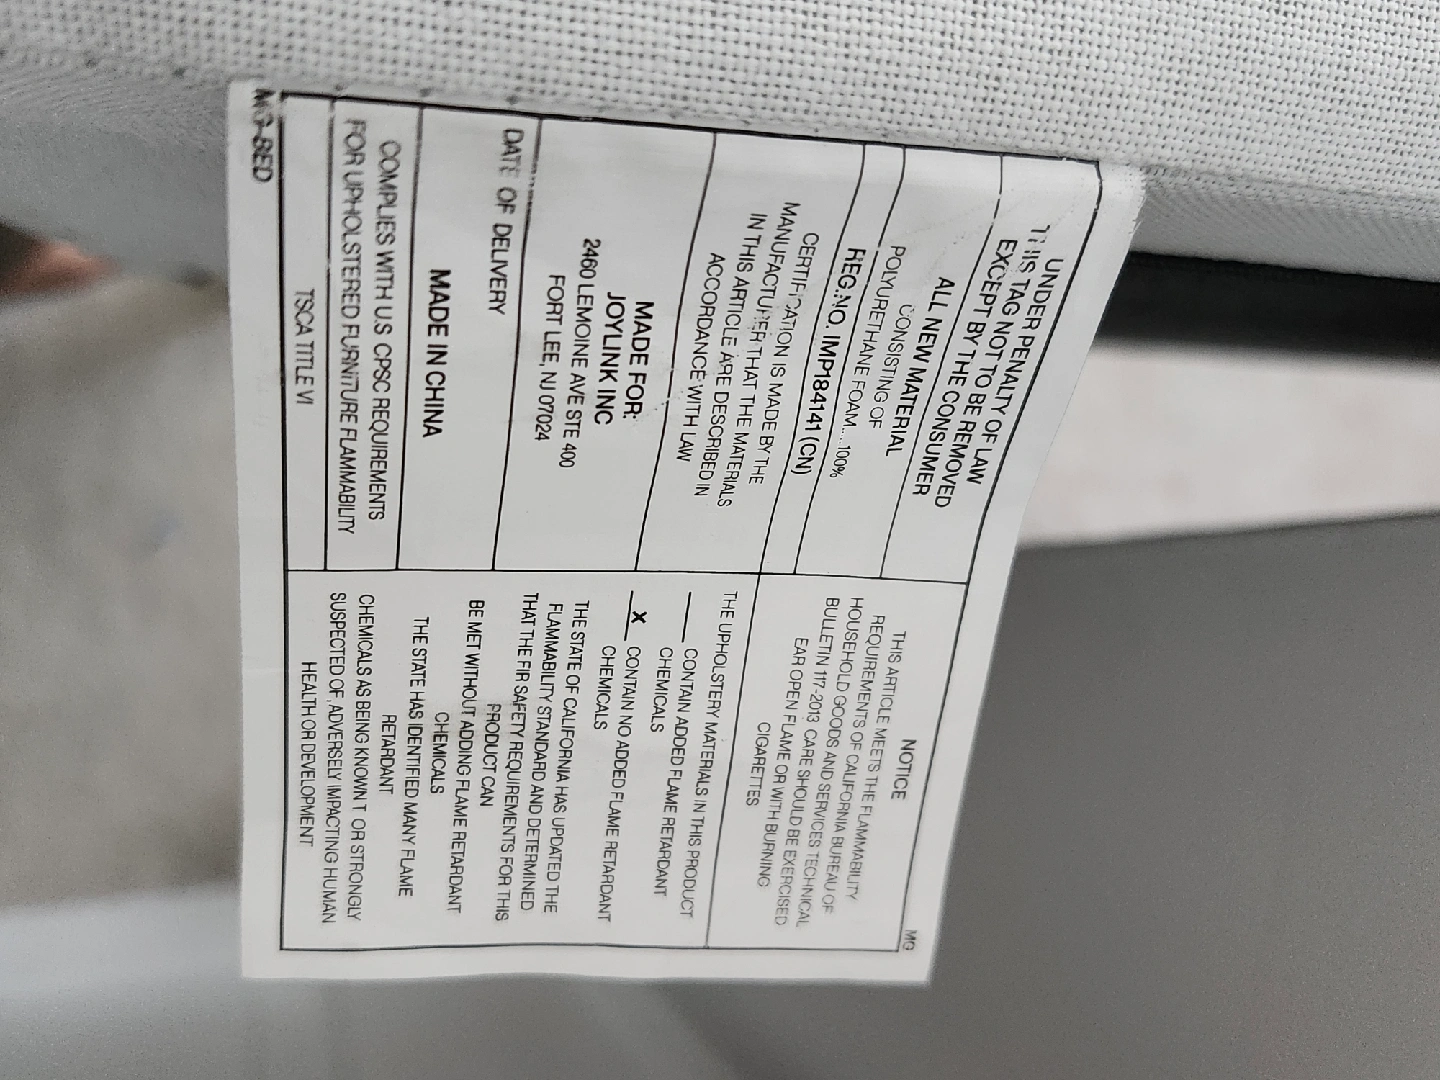 UNDER PENALTY OF LAW
THIS TAG NOT TO BE REMOVED
EXCEPT BY THE CONSUMER
ALL NEW MATERIAL
CONSISTING OF
POLYURETHANE FOAM....100%
REG.NO. IMP184141 (CN)
CERTIFICATION IS MADE BY THE
MANUFACTURER THAT THE MATERIALS
IN THIS ARTICLE ARE DESCRIBED IN
ACCORDANCE WITH LAW
MADE FOR:
JOYLINK INC
2460 LEMOINE AVE STE 400
FORT LEE, NJ 07024
DATE OF DELIVERY
MADE IN CHINA
COMPLIES WITH U.S CPSC REQUIREMENTS
FOR UPHOLSTERED FURNITURE FLAMMABILITY
TSCA TITLE VI
MG-BED
MG
NOTICE
THIS ARTICLE MEETS THE FLAMMABILITY
REQUIREMENTS OF CALIFORNIA BUREAU OF
HOUSEHOLD GOODS AND SERVICES TECHNICAL
BULLETIN 117-2013. CARE SHOULD BE EXERCISED
EAR OPEN FLAME OR WITH BURNING
CIGARETTES
THE UPHOLSTERY MATERIALS IN THIS PRODUCT
___ CONTAIN ADDED FLAME RETARDANT
CHEMICALS
_X_ CONTAIN NO ADDED FLAME RETARDANT
CHEMICALS
THE STATE OF CALIFORNIA HAS UPDATED THE
FLAMMABILITY STANDARD AND DETERMINED
THAT THE FIR SAFETY REQUIREMENTS FOR THIS
PRODUCT CAN
BE MET WITHOUT ADDING FLAME RETARDANT
CHEMICALS
THE STATE HAS IDENTIFIED MANY FLAME
RETARDANT
CHEMICALS AS BEING KNOWN T OR STRONGLY
SUSPECTED OF, ADVERSELY IMPACTING HUMAN
HEALTH OR DEVELOPMENT